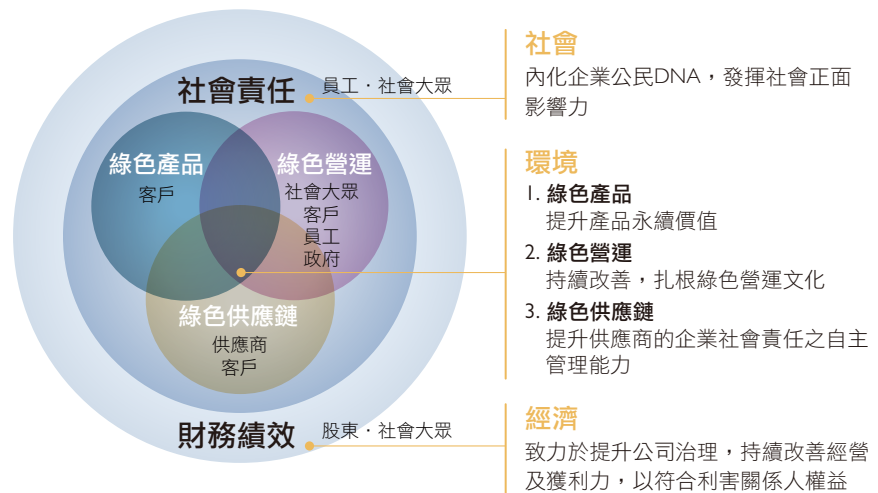 社會責任
員工．社會大眾
綠色產品
客戶
綠色營運
社會大眾
客戶
員工
政府
綠色供應鏈
供應商
客戶
財務績效
股東．社會大眾
社會
內化企業公民DNA，發揮社會正面
影響力
環境
1. 綠色產品
提升產品永續價值
2. 綠色營運
持續改善，扎根綠色營運文化
3. 綠色供應鏈
提升供應商的企業社會責任之自主
管理能力
經濟
致力於提升公司治理，持續改善經營
及獲利力，以符合利害關係人權益